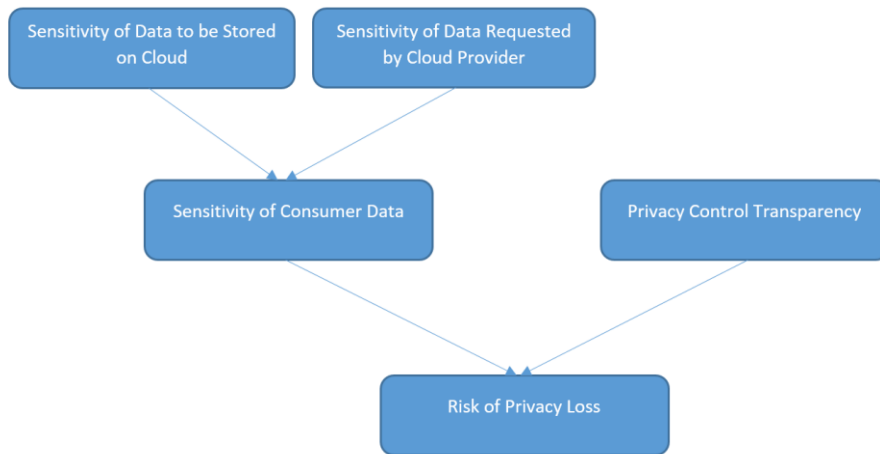 Sensitivity of Data to be Stored
on Cloud
Sensitivity of Data Requested
by Cloud Provider
Sensitivity of Consumer Data
Privacy Control Transparency
Risk of Privacy Loss